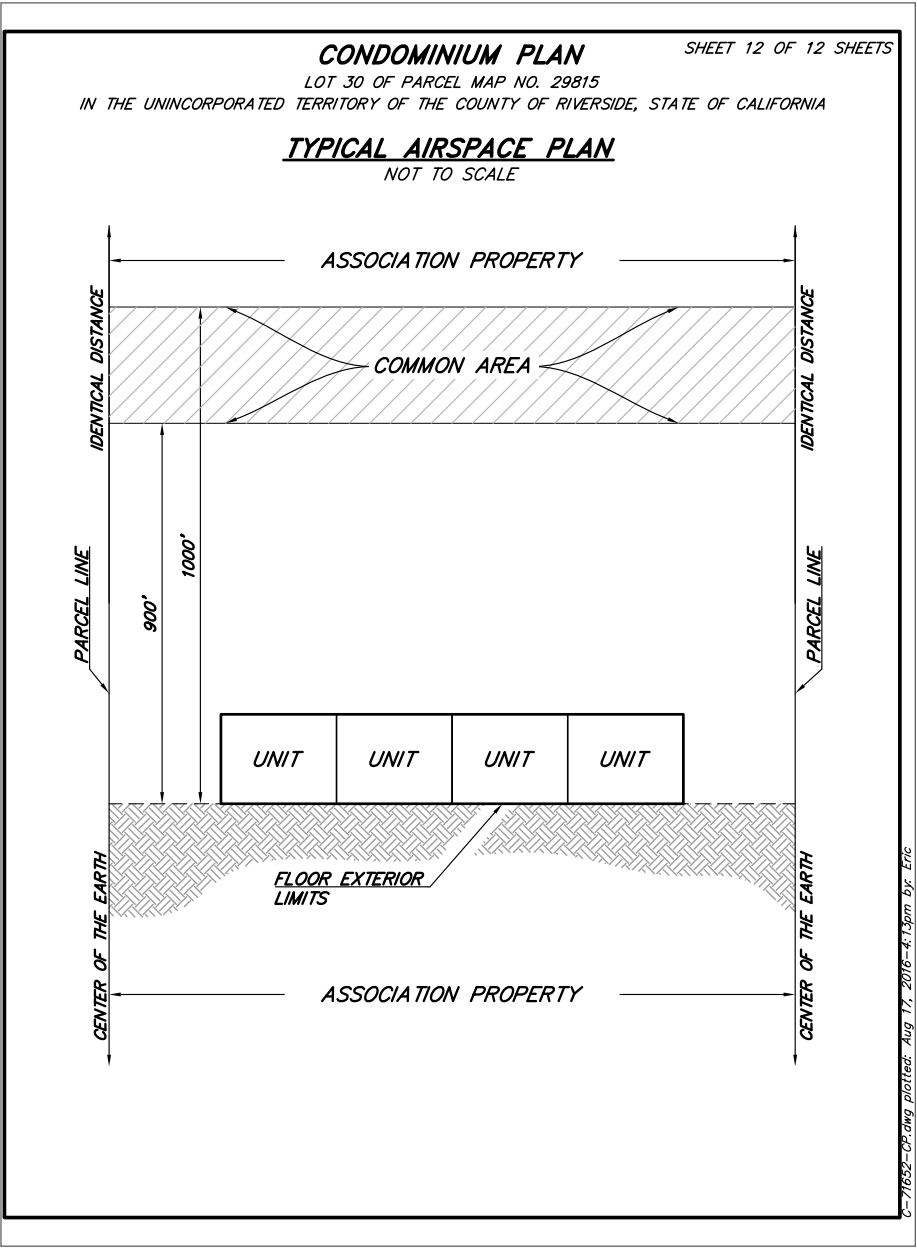 CONDOMINIUM PLAN
SHEET 12 OF 12 SHEETS
LOT 30 OF PARCEL MAP NO. 29815
IN THE UNINCORPORATED TERRITORY OF THE COUNTY OF RIVERSIDE, STATE OF CALIFORNIA
TYPICAL AIRSPACE PLAN
NOT TO SCALE
ASSOCIATION PROPERTY
IDENTICAL DISTANCE
IDENTICAL DISTANCE
COMMON AREA
PARCEL LINE
900'
1000'
PARCEL LINE
UNIT
UNIT
UNIT
UNIT
FLOOR EXTERIOR
LIMITS
CENTER OF THE EARTH
CENTER OF THE EARTH
ASSOCIATION PROPERTY
C-71652-CP.dwg plotted: Aug 17, 2016-4:13pm by: Eric